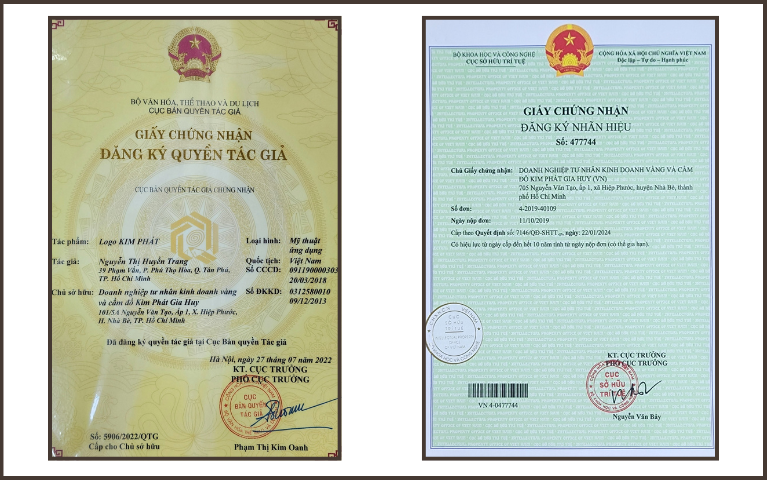 BỘ VĂN HÓA, THỂ THAO VÀ DU LỊCH
CỤC BẢN QUYỀN TÁC GIẢ
GIẤY CHỨNG NHẬN
ĐĂNG KÝ QUYỀN TÁC GIẢ
CỤC BẢN QUYỀN TÁC GIẢ CHỨNG NHẬN
Tác phẩm: Logo KIM PHÁT Loại hình: Mỹ thuật
ứng dụng
Tác giả: Nguyễn Thị Huyền Trang Quốc tịch: Việt Nam
39 Phạm Vấn, P. Phú Thọ Hòa, Q. Tân Phú, Số CCCD: 091190000303
TP. Hồ Chí Minh 20/03/2018
Chủ sở hữu: Doanh nghiệp tư nhân kinh doanh vàng Số ĐKKD: 0312580010
và cầm đồ Kim Phát Gia Huy 09/12/2013
101/5A Nguyễn Văn Tạo, Ấp 1, X. Hiệp Phước,
H. Nhà Bè, TP. Hồ Chí Minh
Đã đăng ký quyền tác giả tại Cục Bản quyền Tác giả
Hà Nội, ngày 27 tháng 07 năm 2022
KT. CỤC TRƯỞNG
PHÓ CỤC TRƯỞNG
CỤC
BẢN QUYỀN
TÁC GIẢ
Số: 5906/2022/QTG
Cấp cho Chủ sở hữu Phạm Thị Kim Oanh
BỘ KHOA HỌC VÀ CÔNG NGHỆ
CỤC SỞ HỮU TRÍ TUỆ
CỘNG HÒA XÃ HỘI CHỦ NGHĨA VIỆT NAM
Độc lập – Tự do – Hạnh phúc
GIẤY CHỨNG NHẬN
ĐĂNG KÝ NHÃN HIỆU
Số: 477744
Chủ Giấy chứng nhận: DOANH NGHIỆP TƯ NHÂN KINH DOANH VÀNG VÀ CẦM
ĐỒ KIM PHÁT GIA HUY (VN)
705 Nguyễn Văn Tạo, ấp 1, xã Hiệp Phước, huyện Nhà Bè, thành
phố Hồ Chí Minh
Số đơn: 4-2019-40109
Ngày nộp đơn: 11/10/2019
Cấp theo Quyết định số: 7146/QĐ-SHTT, ngày: 22/01/2024
Có hiệu lực từ ngày cấp đến hết 10 năm tính từ ngày nộp đơn (có thể gia hạn).
KT. CỤC TRƯỞNG
PHÓ CỤC TRƯỞNG
CỤC
SỞ HỮU
TRÍ TUỆ
VN 4-0477744
Nguyễn Văn Bảy